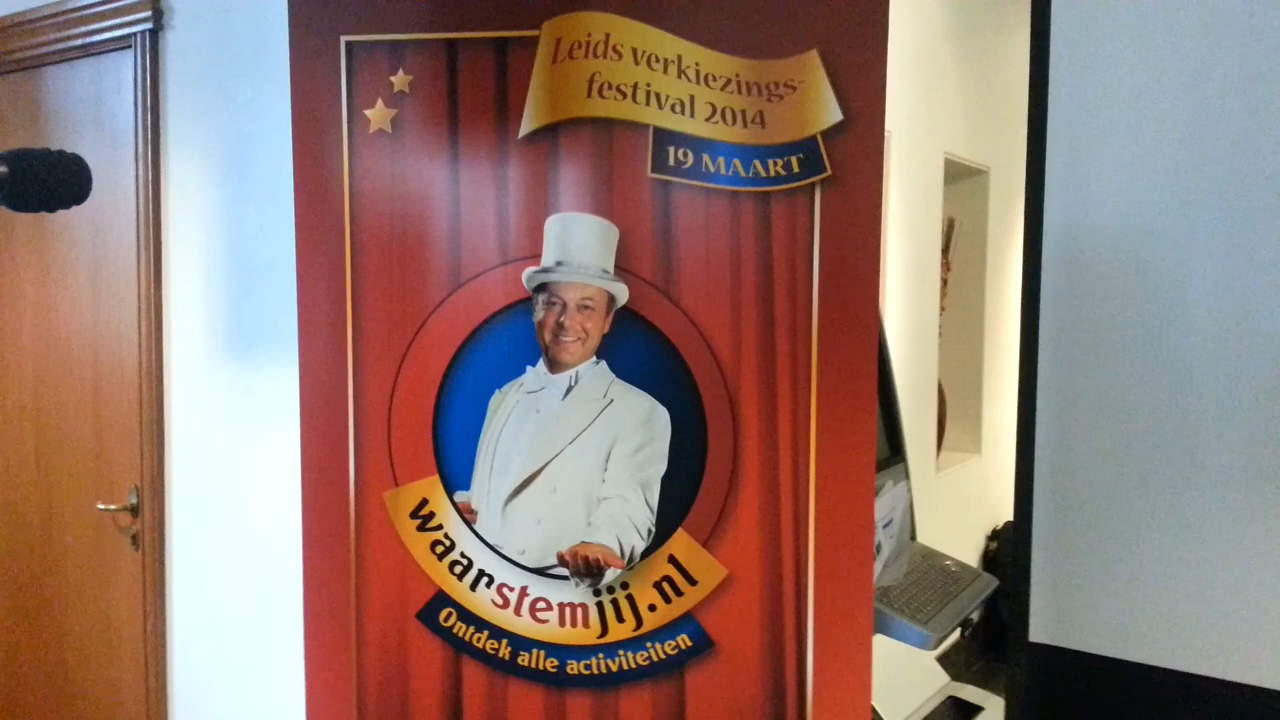 Leids verkiezings-
festival 2014
19 MAART
waarstemjij.nl
Ontdek alle activiteiten